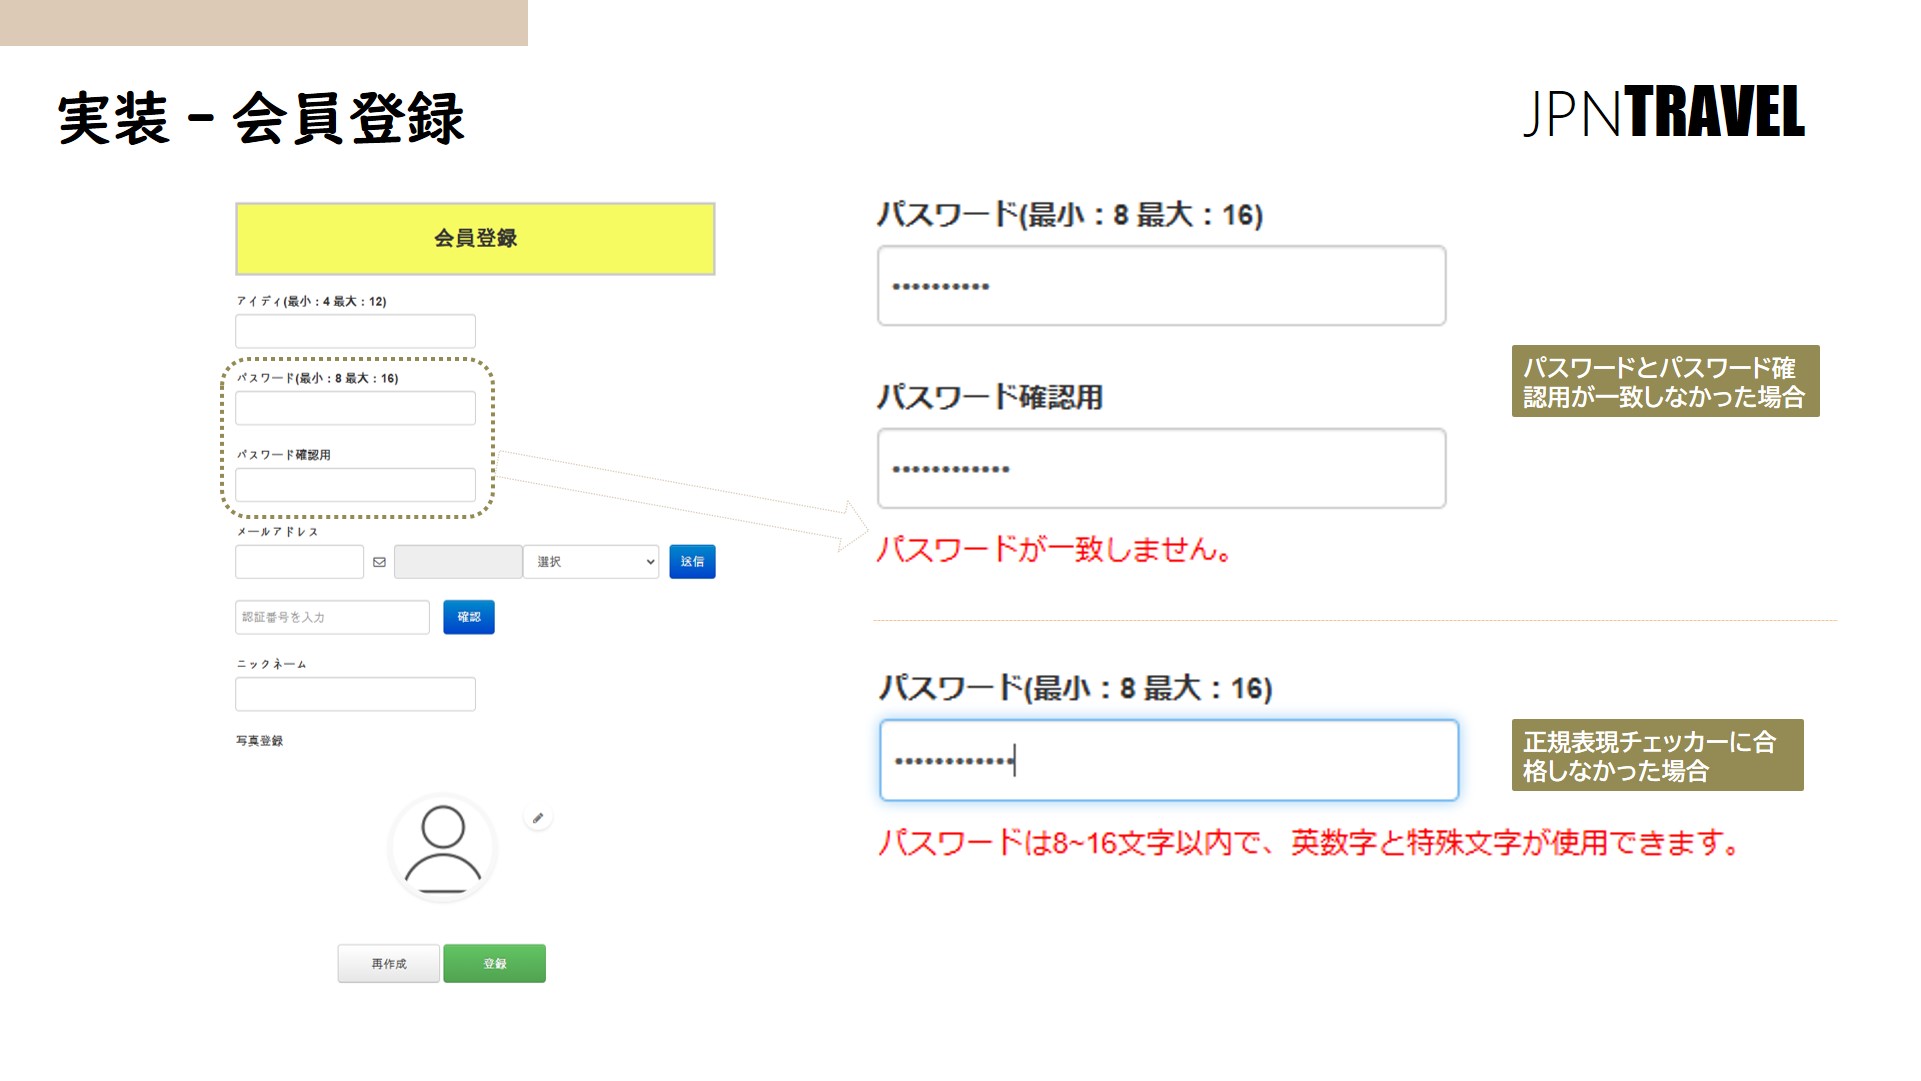 実装 - 会員登録
JPNTRAVEL
会員登録
アイディ(最小：4 最大：12)
パスワード(最小：8 最大：16)
パスワード確認用
メールアドレス
選択
送信
認証番号を入力
確認
ニックネーム
写真登録
再作成
登録
パスワード(最小：8 最大：16)
••••••••••
パスワード確認用
••••••••••••
パスワードが一致しません。
パスワードとパスワード確
認用が一致しなかった場合
パスワード(最小：8 最大：16)
••••••••••••
パスワードは8~16文字以内で、英数字と特殊文字が使用できます。
正規表現チェッカーに合
格しなかった場合